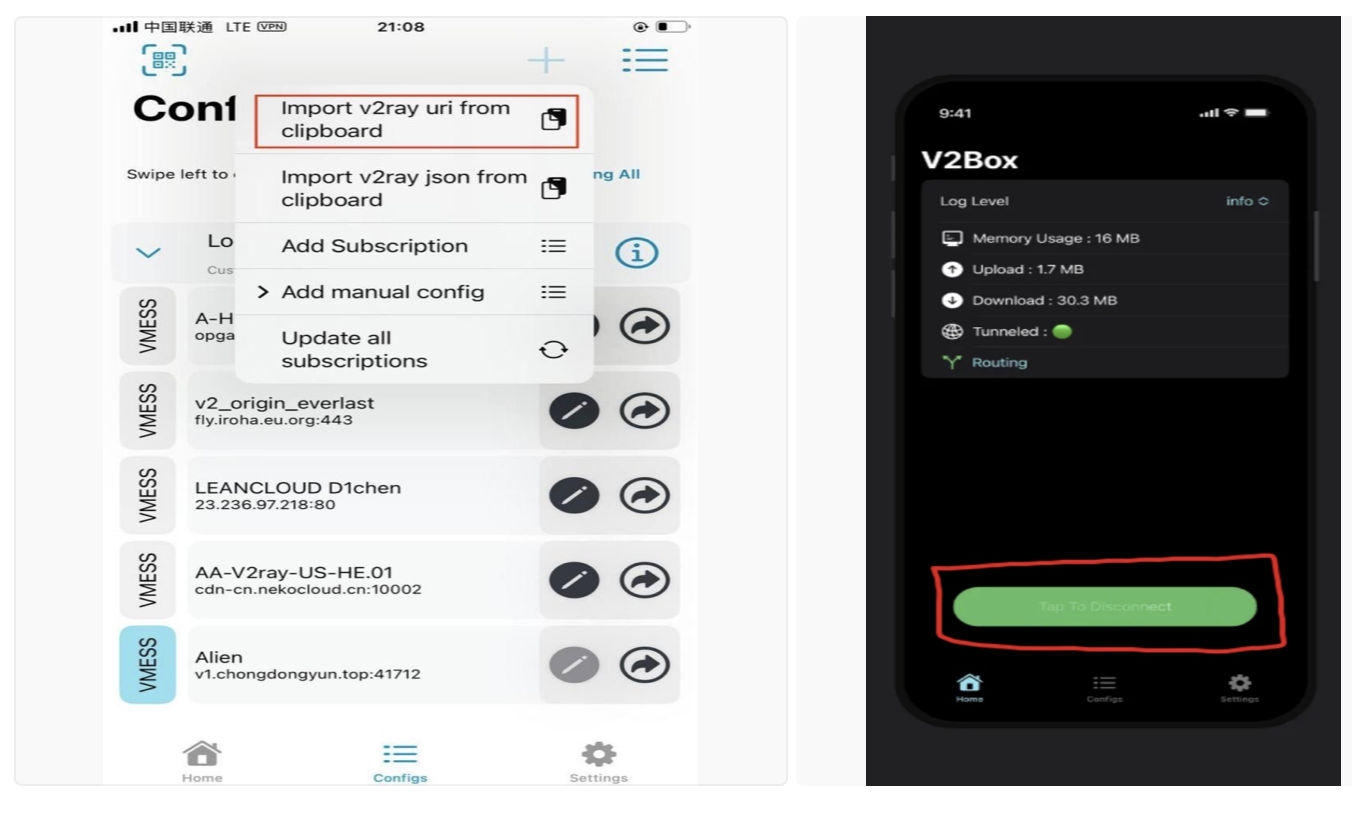 中国联通 LTE VPN 21:08
Conf
Import v2ray uri from
clipboard
Swipe left to
Import v2ray json from
clipboard
ng All
Lo
Cus
Add Subscription
Add manual config
Update all
subscriptions
VMESS
A-H
opga
VMESS
v2_origin_everlast
fly.iroha.eu.org:443
VMESS
LEANCLOUD D1chen
23.236.97.218:80
VMESS
AA-V2ray-US-HE.01
cdn-cn.nekocloud.cn:10002
VMESS
Alien
v1.chongdongyun.top:41712
Home Configs Settings
9:41
V2Box
Log Level info
Memory Usage : 16 MB
Upload : 1.7 MB
Download : 30.3 MB
Tunneled :
Routing
Tap To Disconnect
Home Configs Settings